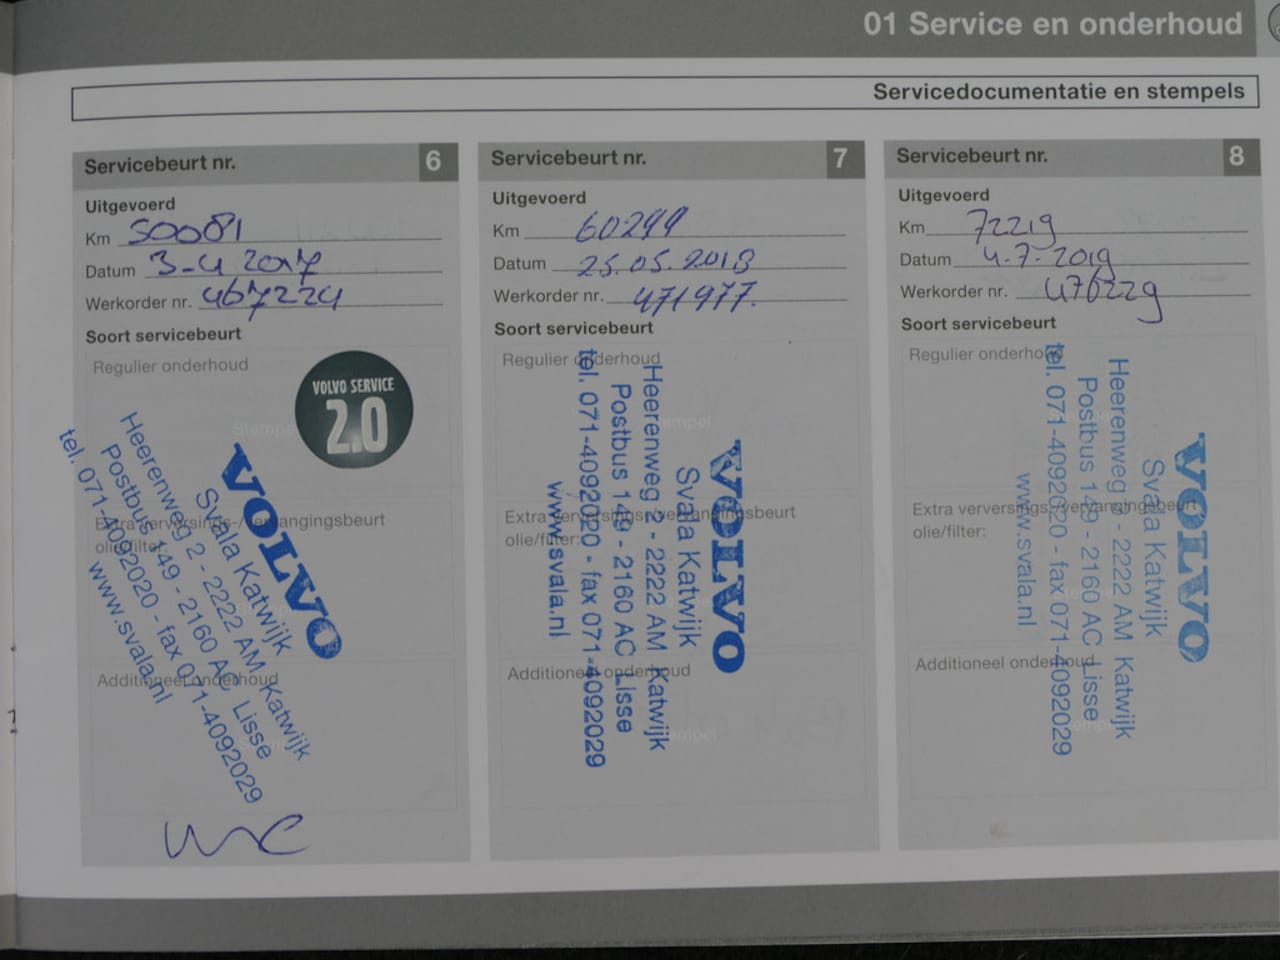 01 Service en onderhoud
Servicedocumentatie en stempels
Servicebeurt nr. 6
Uitgevoerd
Km 50081
Datum 3-4 2017
Werkorder nr. 467224
Soort servicebeurt
Regulier onderhoud
Stempel
VOLVO SERVICE
2.0
Extra verversings-/vervangingsbeurt
olie/filter:
Additioneel onderhoud
VOLVO
Svala Katwijk
Heerenweg 2 - 2222 AM Katwijk
Postbus 149 - 2160 AC Lisse
tel. 071-4092020 - fax 071-4092029
www.svala.nl
Servicebeurt nr. 7
Uitgevoerd
Km 60299
Datum 25.05.2018
Werkorder nr. 471977.
Soort servicebeurt
Regulier onderhoud
Extra verversings-/vervangingsbeurt
olie/filter:
Additioneel onderhoud
VOLVO
Svala Katwijk
Heerenweg 2 - 2222 AM Katwijk
Postbus 149 - 2160 AC Lisse
tel. 071-4092020 - fax 071-4092029
www.svala.nl
Servicebeurt nr. 8
Uitgevoerd
Km 72219
Datum 4-7-2019
Werkorder nr. 476229
Soort servicebeurt
Regulier onderhoud
Extra verversings-/vervangingsbeurt
olie/filter:
Additioneel onderhoud
VOLVO
Svala Katwijk
Heerenweg 2 - 2222 AM Katwijk
Postbus 149 - 2160 AC Lisse
tel. 071-4092020 - fax 071-4092029
www.svala.nl